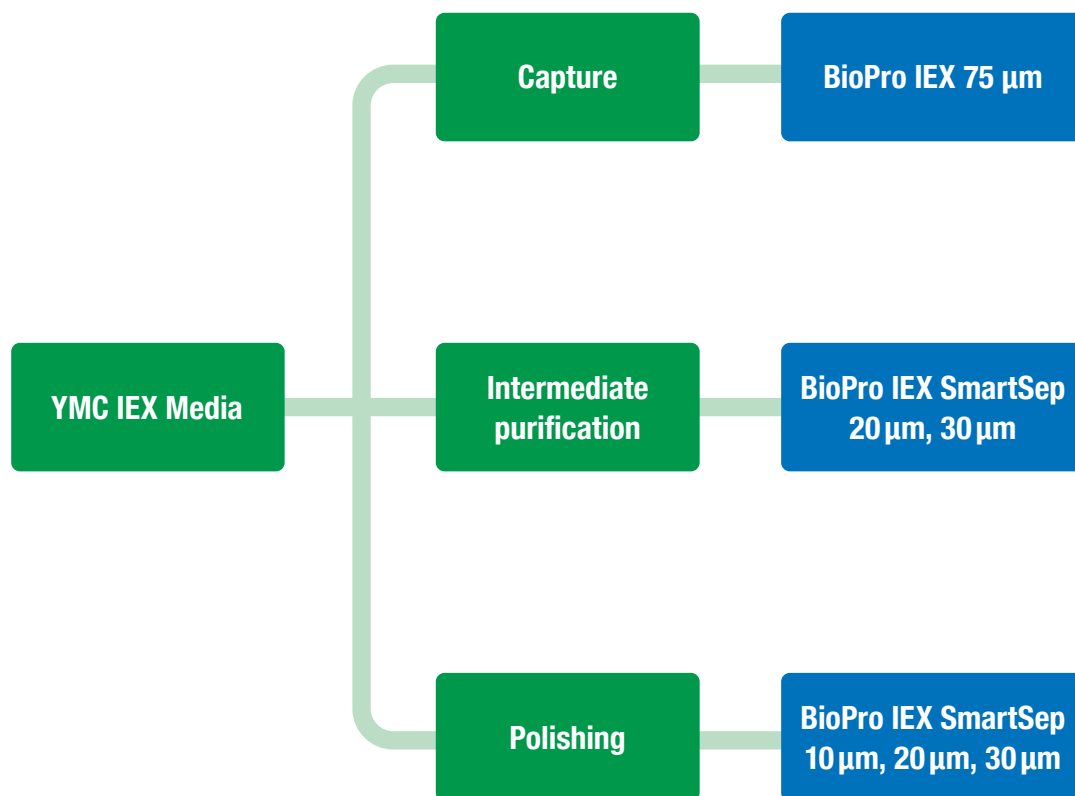 Capture
BioPro IEX 75 µm
YMC IEX Media
Intermediate
purification
BioPro IEX SmartSep
20 µm, 30 µm
Polishing
BioPro IEX SmartSep
10 µm, 20 µm, 30 µm